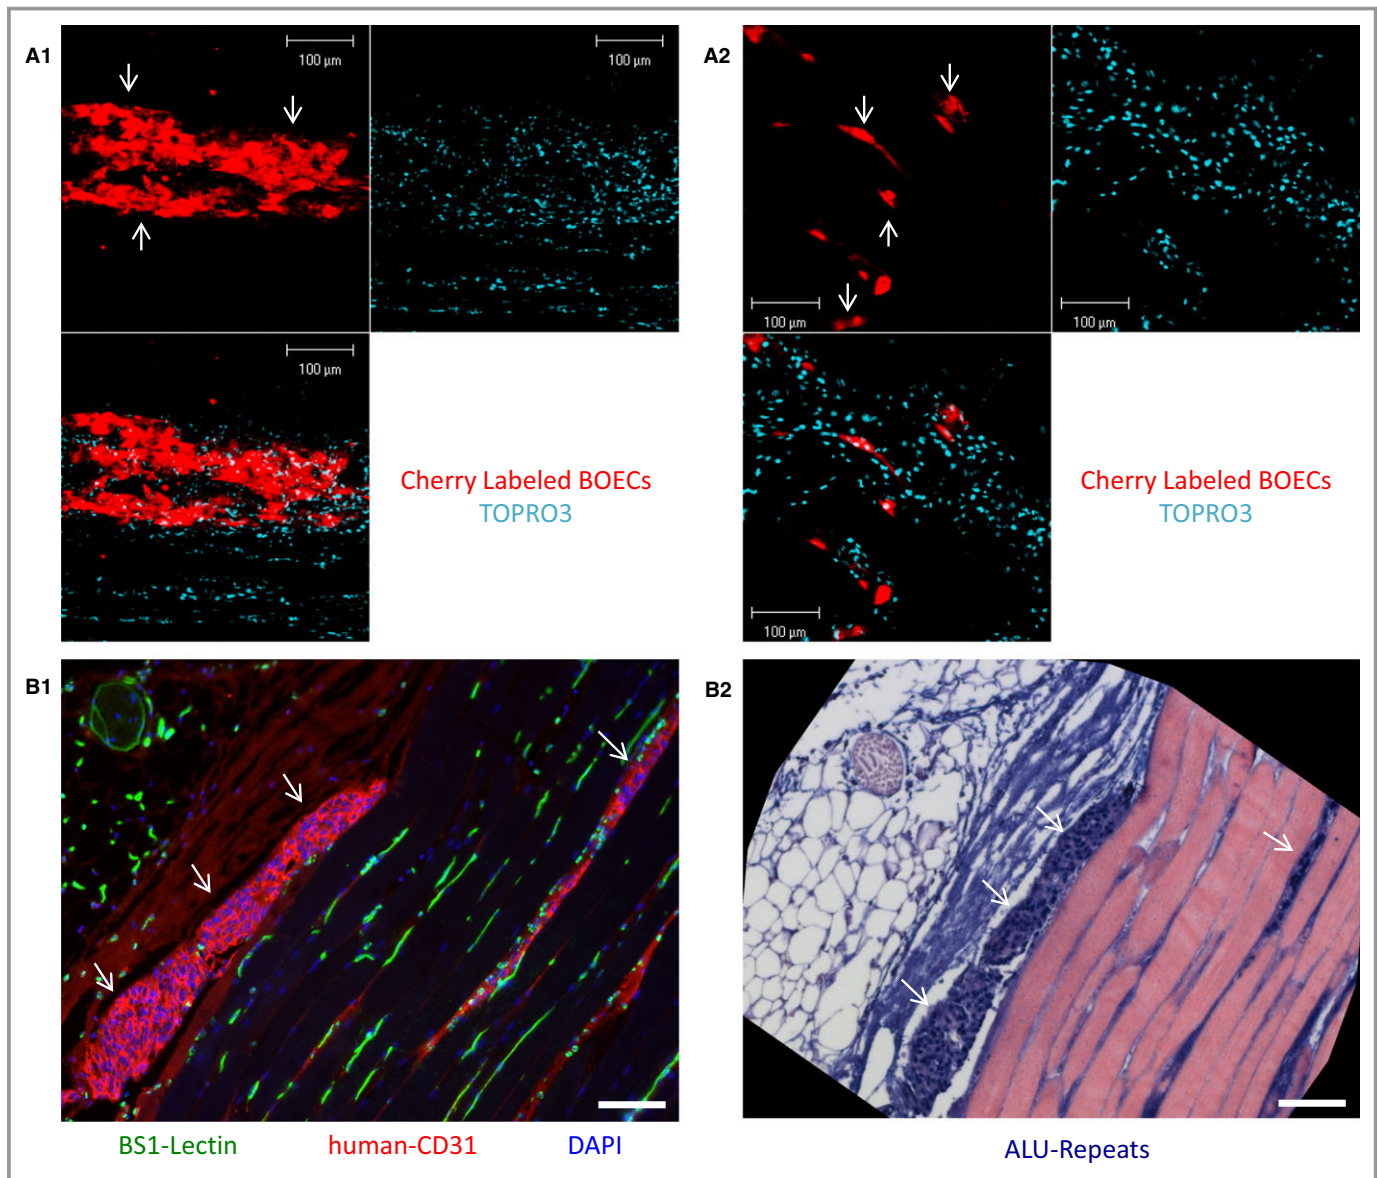 A1
100 µm
100 µm
100 µm
Cherry Labeled BOECs
TOPRO3
A2
100 µm
100 µm
100 µm
Cherry Labeled BOECs
TOPRO3
B1
BS1-Lectin human-CD31 DAPI
B2
ALU-Repeats